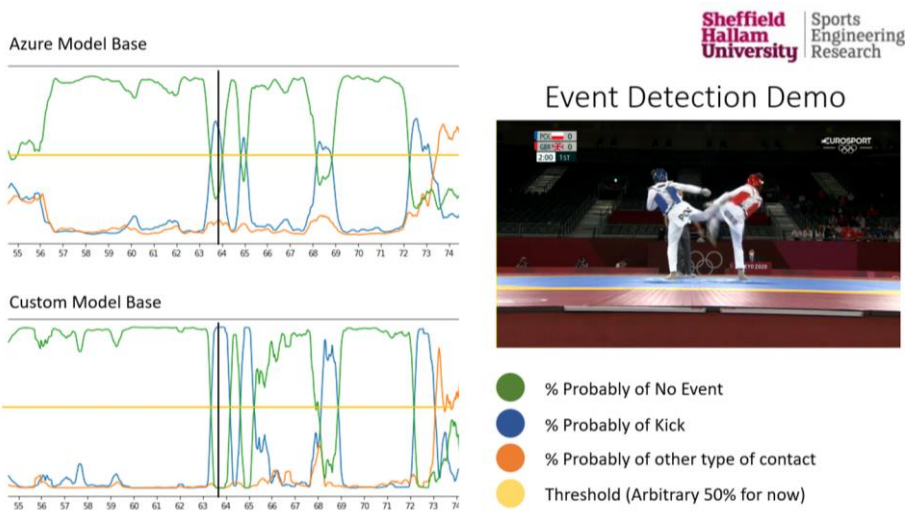 Sheffield
Hallam
University
Sports
Engineering
Research
Azure Model Base
55 56 57 58 59 60 61 62 63 64 65 66 67 68 69 70 71 72 73 74
Event Detection Demo
POL 0
GBR 0
2:00 1ST
EUROSPORT
POL
TOKYO 2020
Custom Model Base
55 56 57 58 59 60 61 62 63 64 65 66 67 68 69 70 71 72 73 74
% Probably of No Event
% Probably of Kick
% Probably of other type of contact
Threshold (Arbitrary 50% for now)